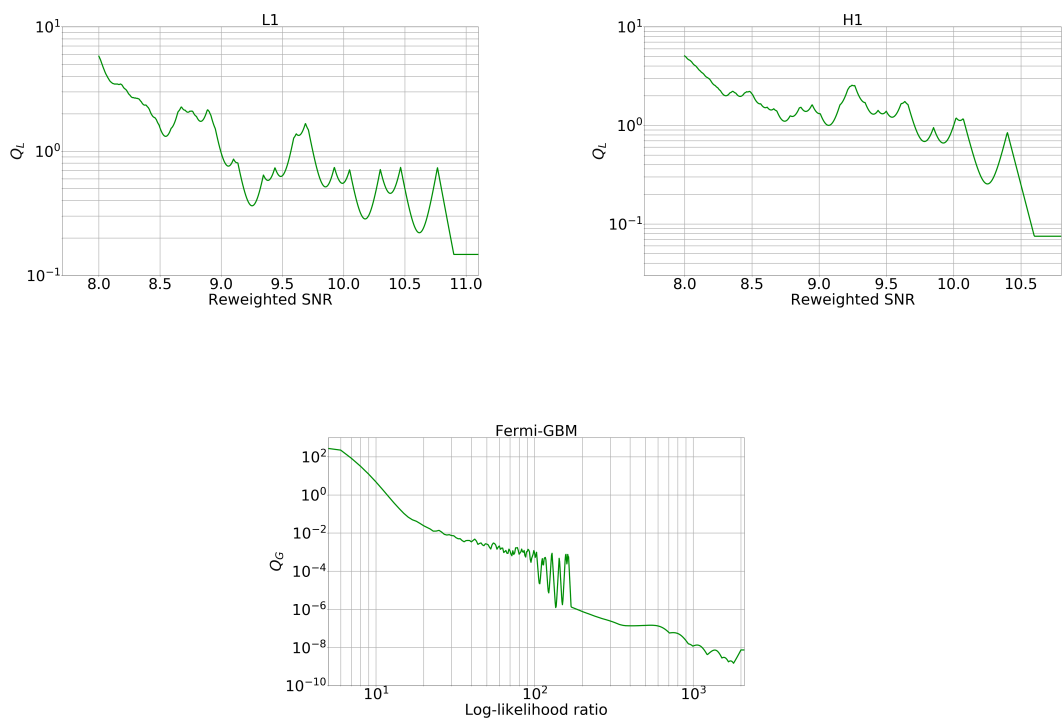 L1
H1
10^1
10^0
10^-1
Q_L
8.0 8.5 9.0 9.5 10.0 10.5 11.0
Reweighted SNR
10^1
10^0
10^-1
Q_L
8.0 8.5 9.0 9.5 10.0 10.5
Reweighted SNR
Fermi-GBM
10^2
10^0
10^-2
10^-4
10^-6
10^-8
10^-10
Q_G
10^1 10^2 10^3
Log-likelihood ratio